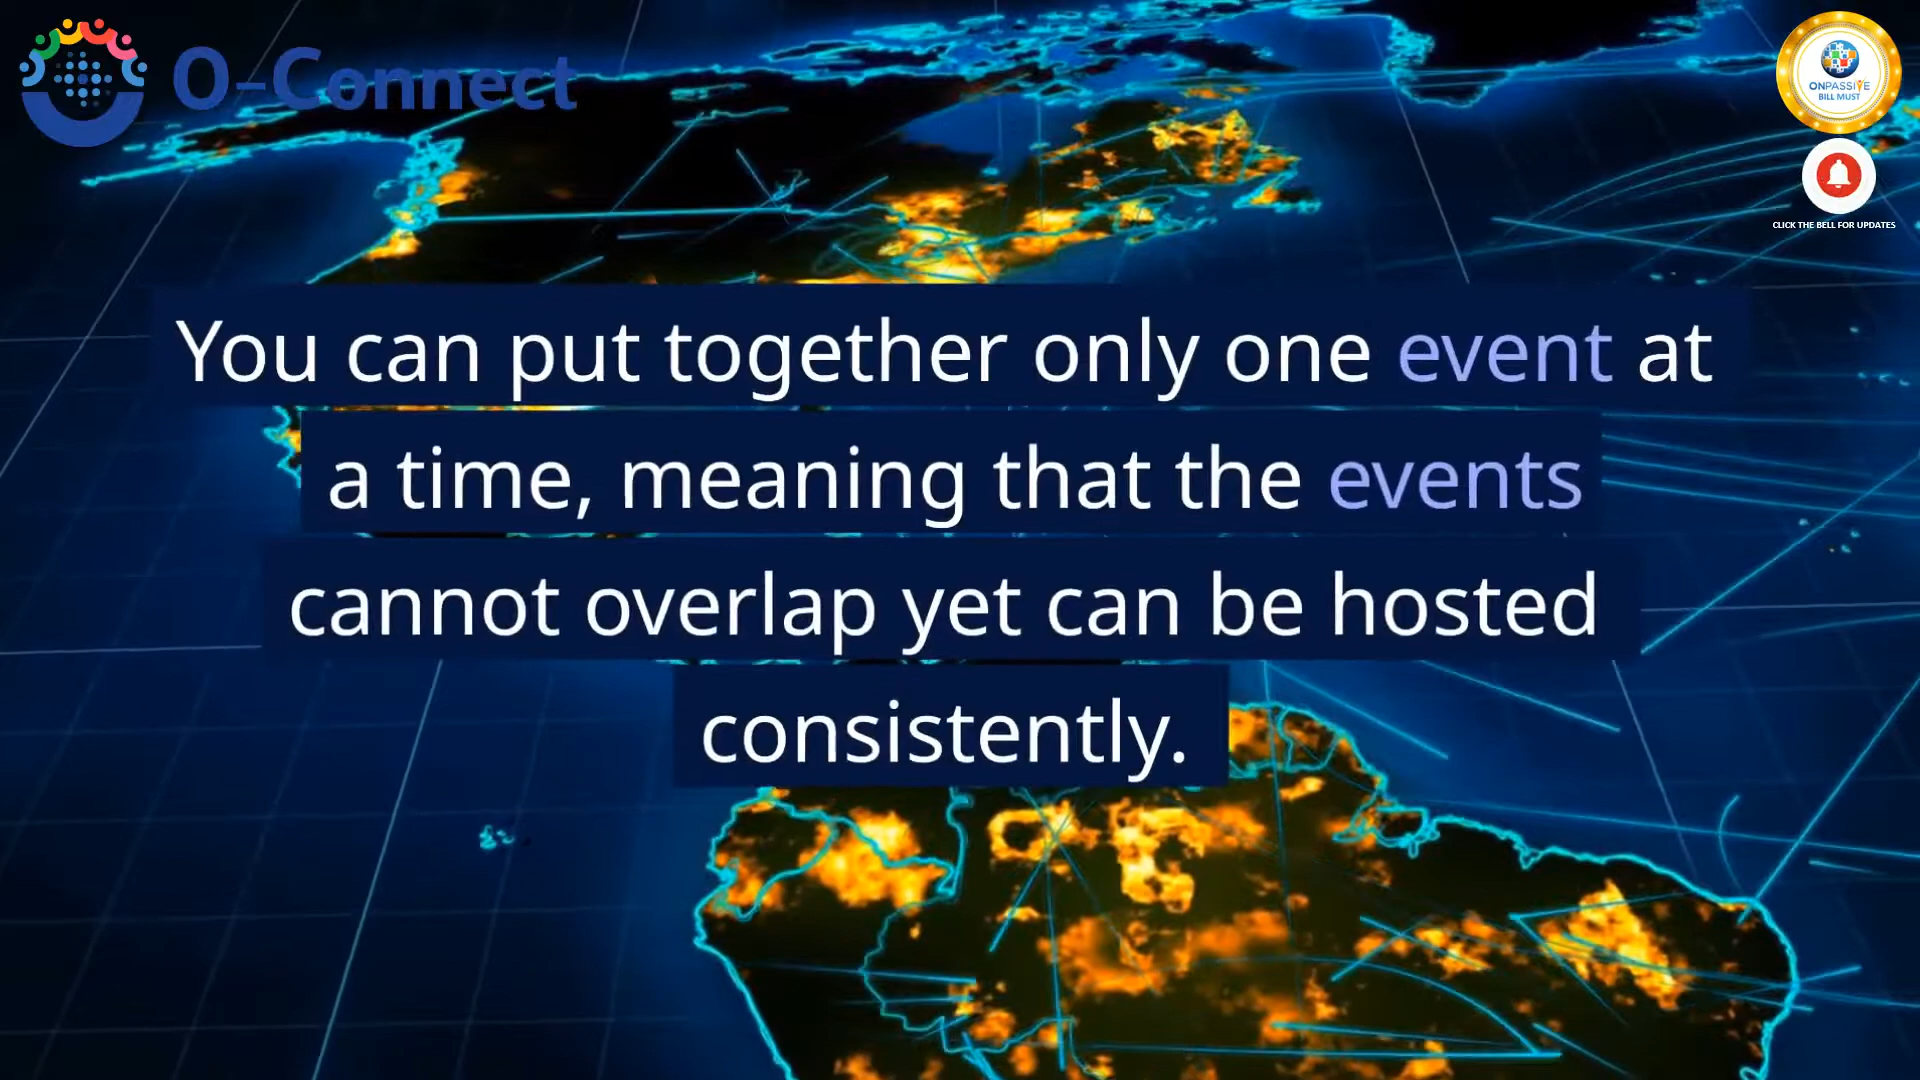 O-Connect
ONPASSIVE
BILL MUST
CLICK THE BELL FOR UPDATES
You can put together only one event at
a time, meaning that the events
cannot overlap yet can be hosted
consistently.